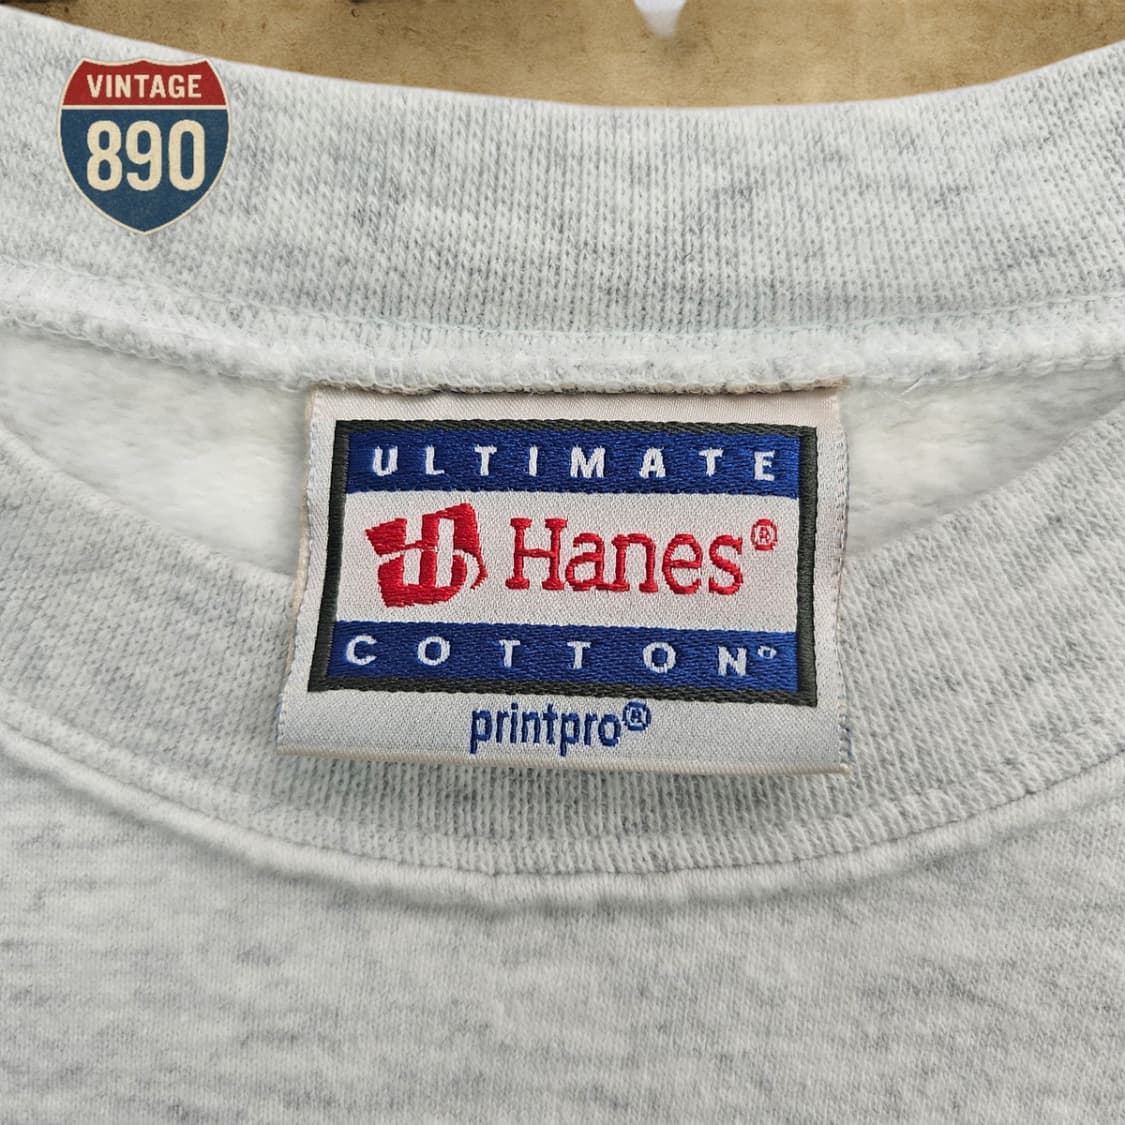 VINTAGE
890
ULTIMATE
Hanes®
COTTON®
printpro®